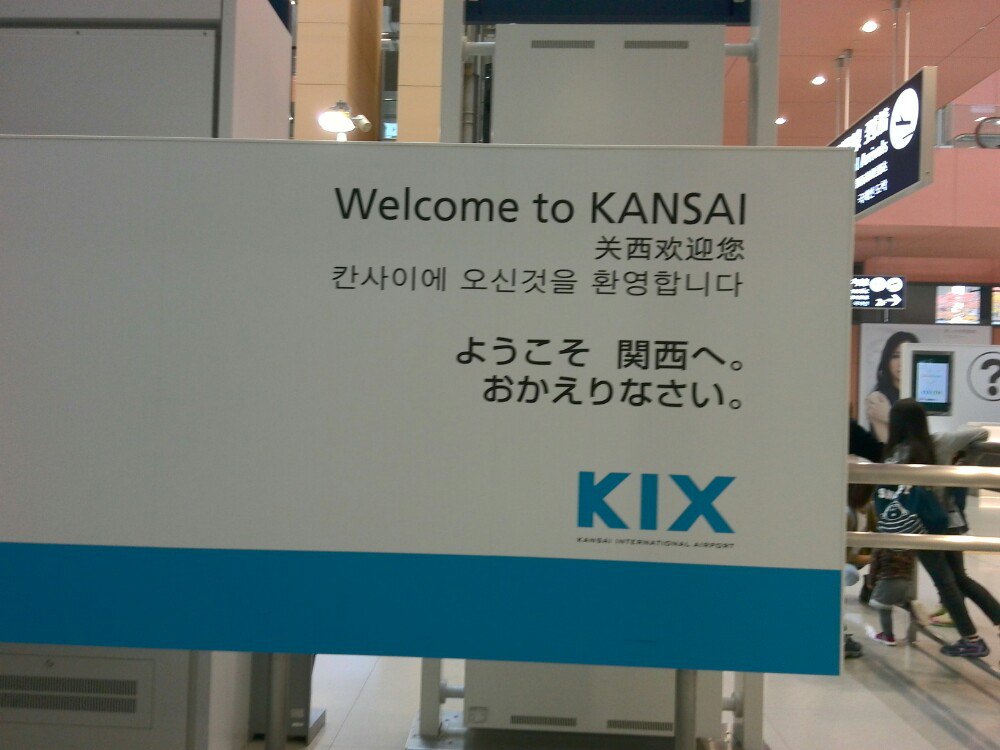 Welcome to KANSAI
关西欢迎您
칸사이에 오신것을 환영합니다
ようこそ 関西へ。
おかえりなさい。
KIX
KANSAI INTERNATIONAL AIRPORT